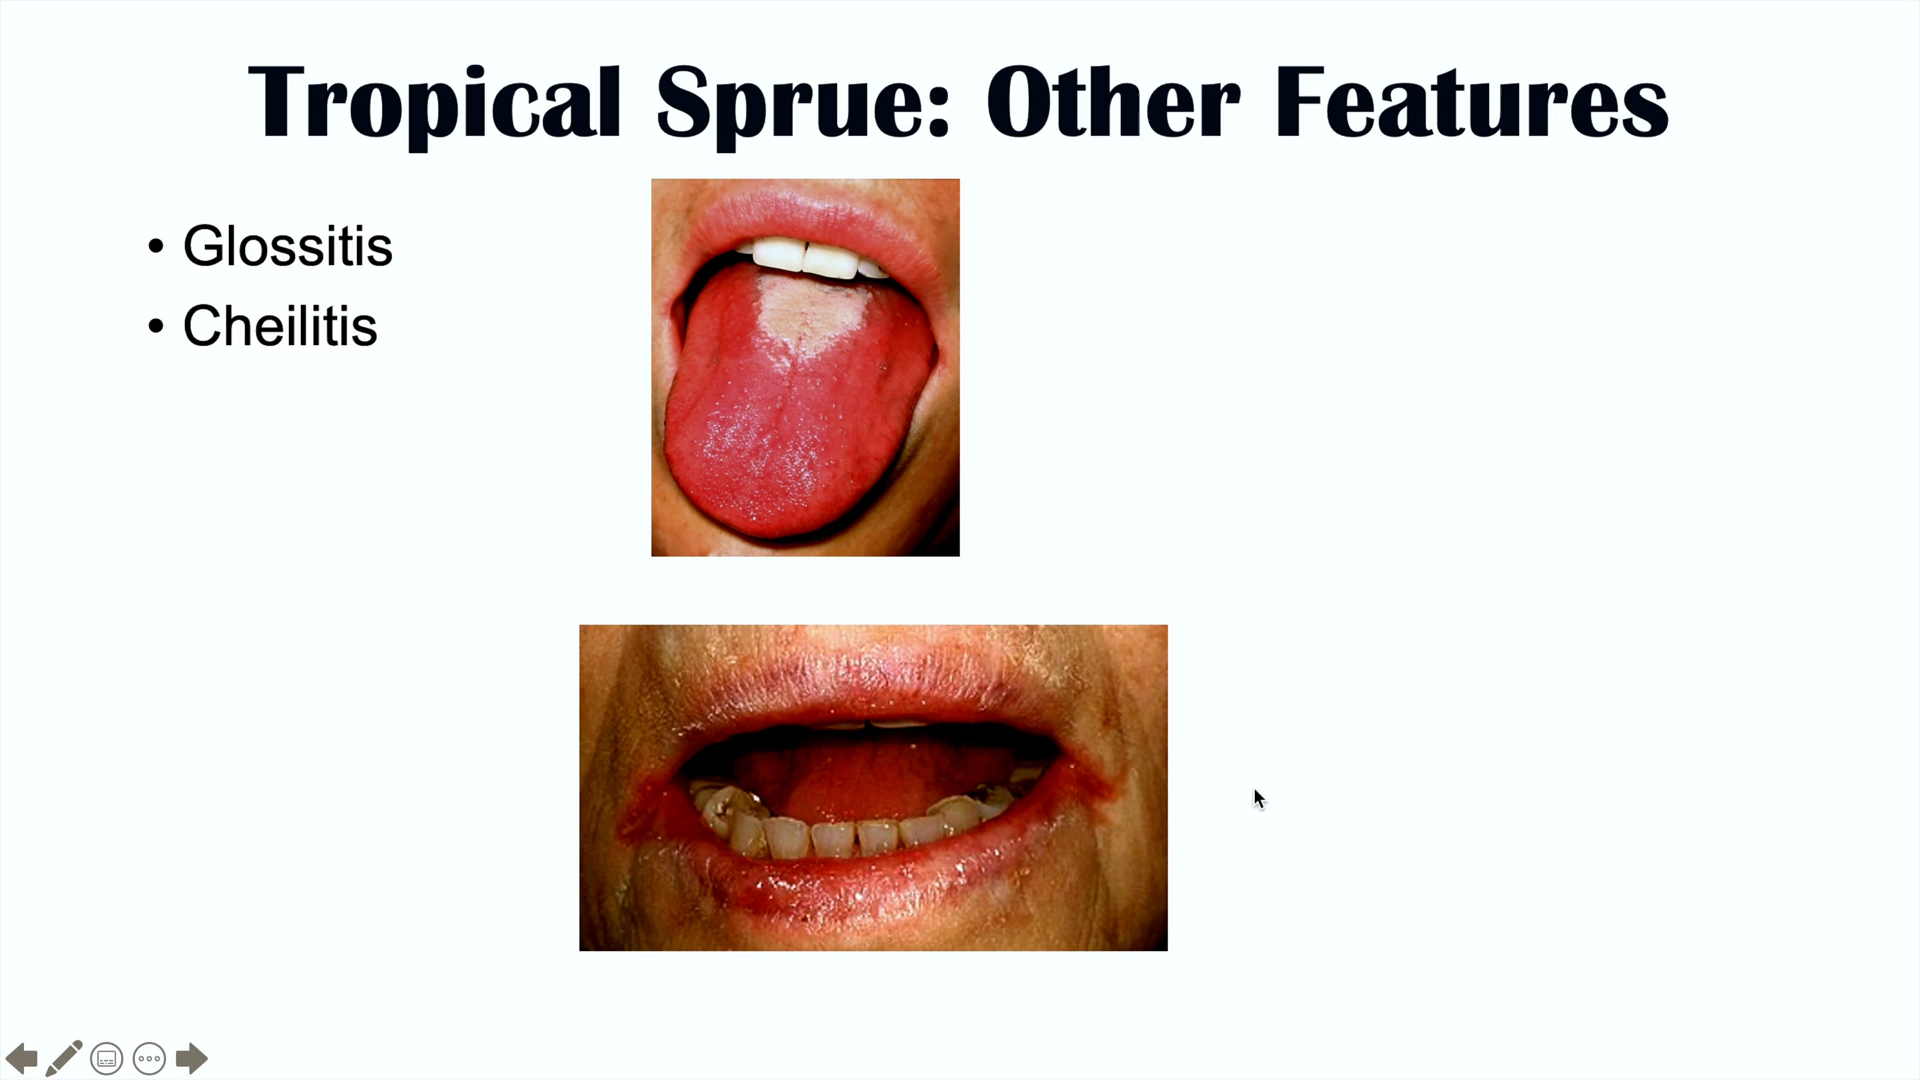 Tropical Sprue: Other Features
• Glossitis
• Cheilitis